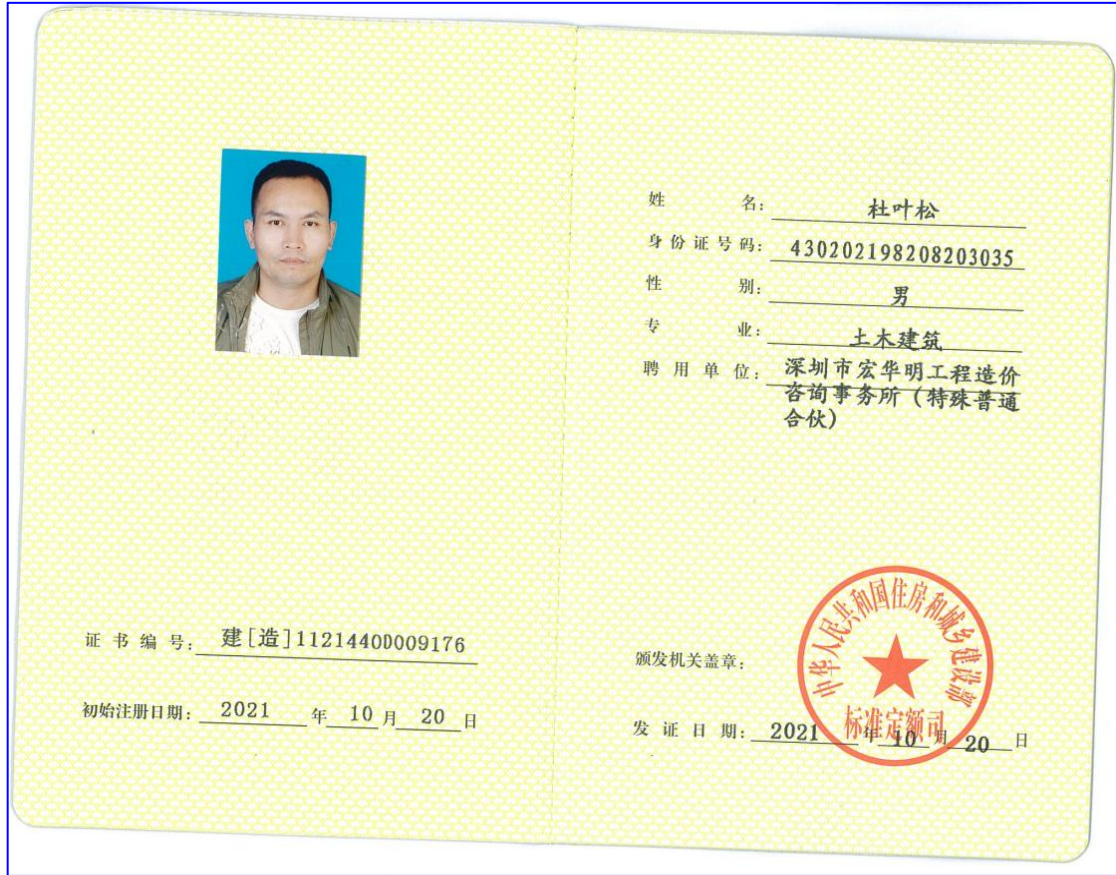 证书编号: 建[造]11214400009176
初始注册日期: 2021 年 10 月 20 日
姓名: 杜叶松
身份证号码: 430202198208203035
性别: 男
专业: 土木建筑
聘用单位: 深圳市宏华明工程造价
咨询事务所（特殊普通
合伙）
颁发机关盖章:
中华人民共和国住房和城乡建设部
标准定额司
发证日期: 2021 年 10 月 20 日